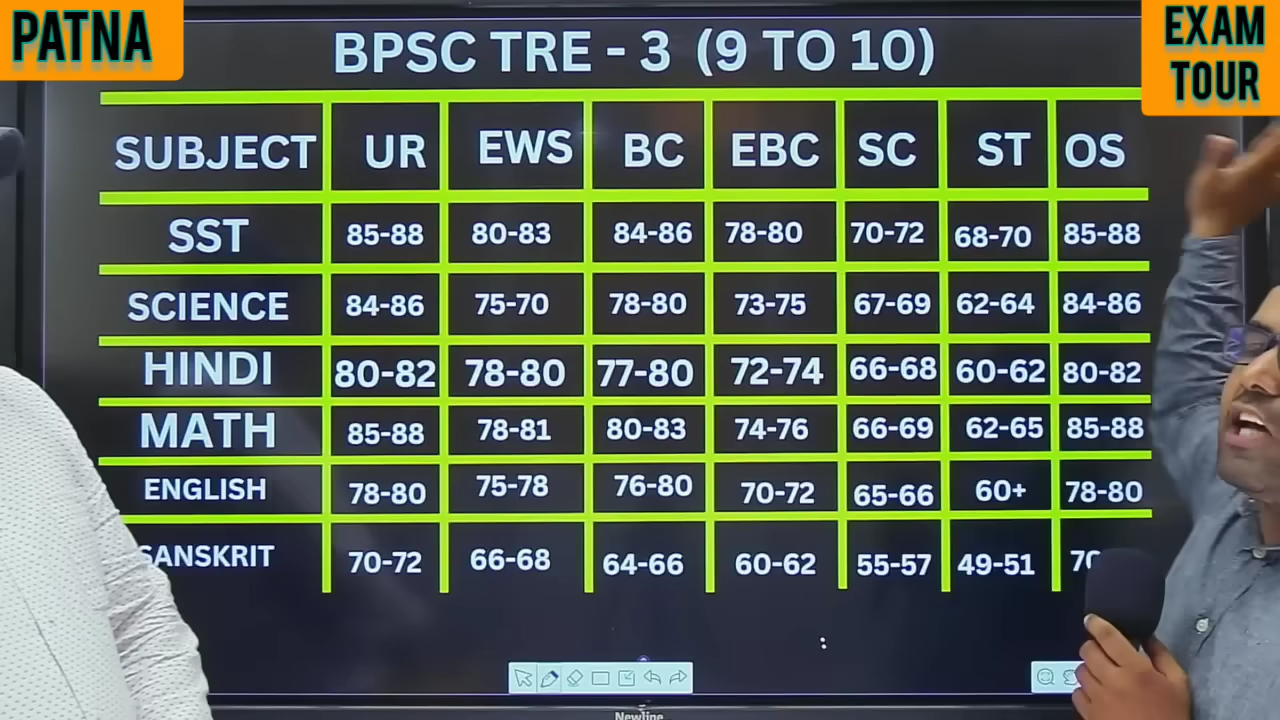 PATNA
EXAM
TOUR
BPSC TRE - 3 (9 TO 10)
SUBJECT UR EWS BC EBC SC ST OS
SST 85-88 80-83 84-86 78-80 70-72 68-70 85-88
SCIENCE 84-86 75-70 78-80 73-75 67-69 62-64 84-86
HINDI 80-82 78-80 77-80 72-74 66-68 60-62 80-82
MATH 85-88 78-81 80-83 74-76 66-69 62-65 85-88
ENGLISH 78-80 75-78 76-80 70-72 65-66 60+ 78-80
SANSKRIT 70-72 66-68 64-66 60-62 55-57 49-51
Newline